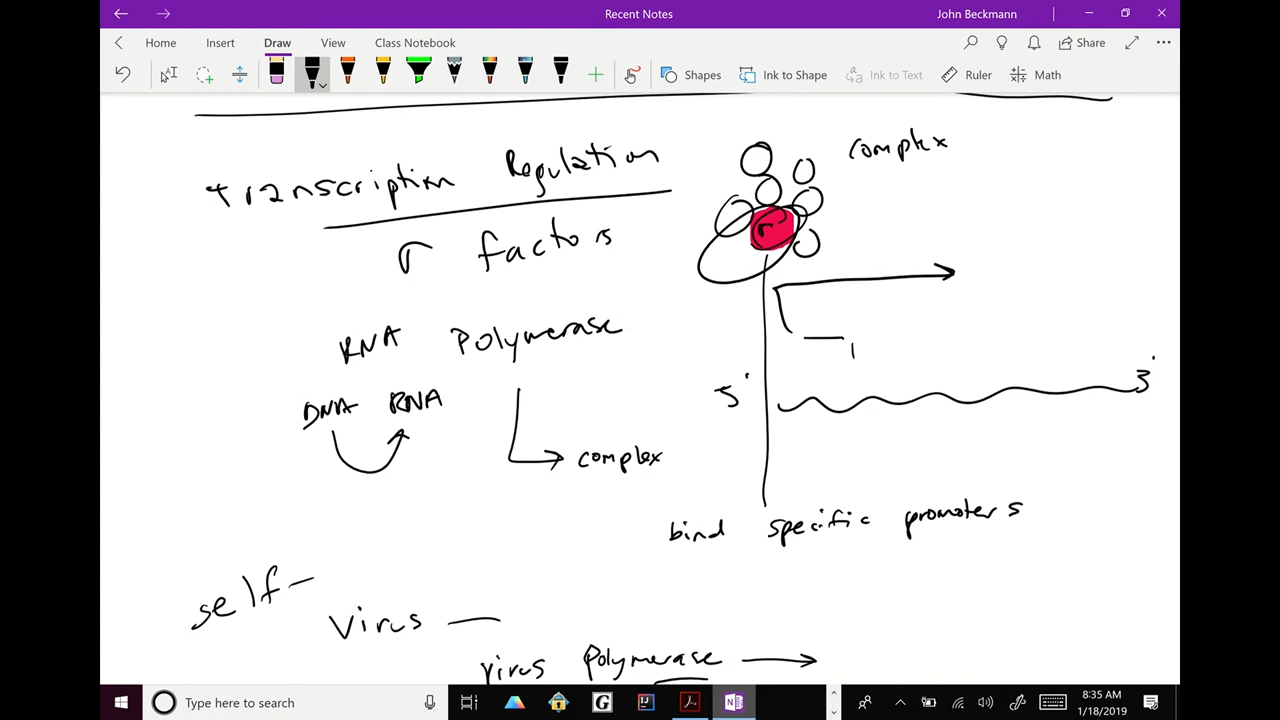 Recent Notes
John Beckmann
Home Insert Draw View Class Notebook
Share
Shapes Ink to Shape Ink to Text Ruler Math
complex
Transcription Regulation
σ factors
σ
RNA Polymerase
DNA RNA
complex
5' 3'
bind specific promoters
self-
Virus —
virus polymerase
Type here to search
8:35 AM
1/18/2019